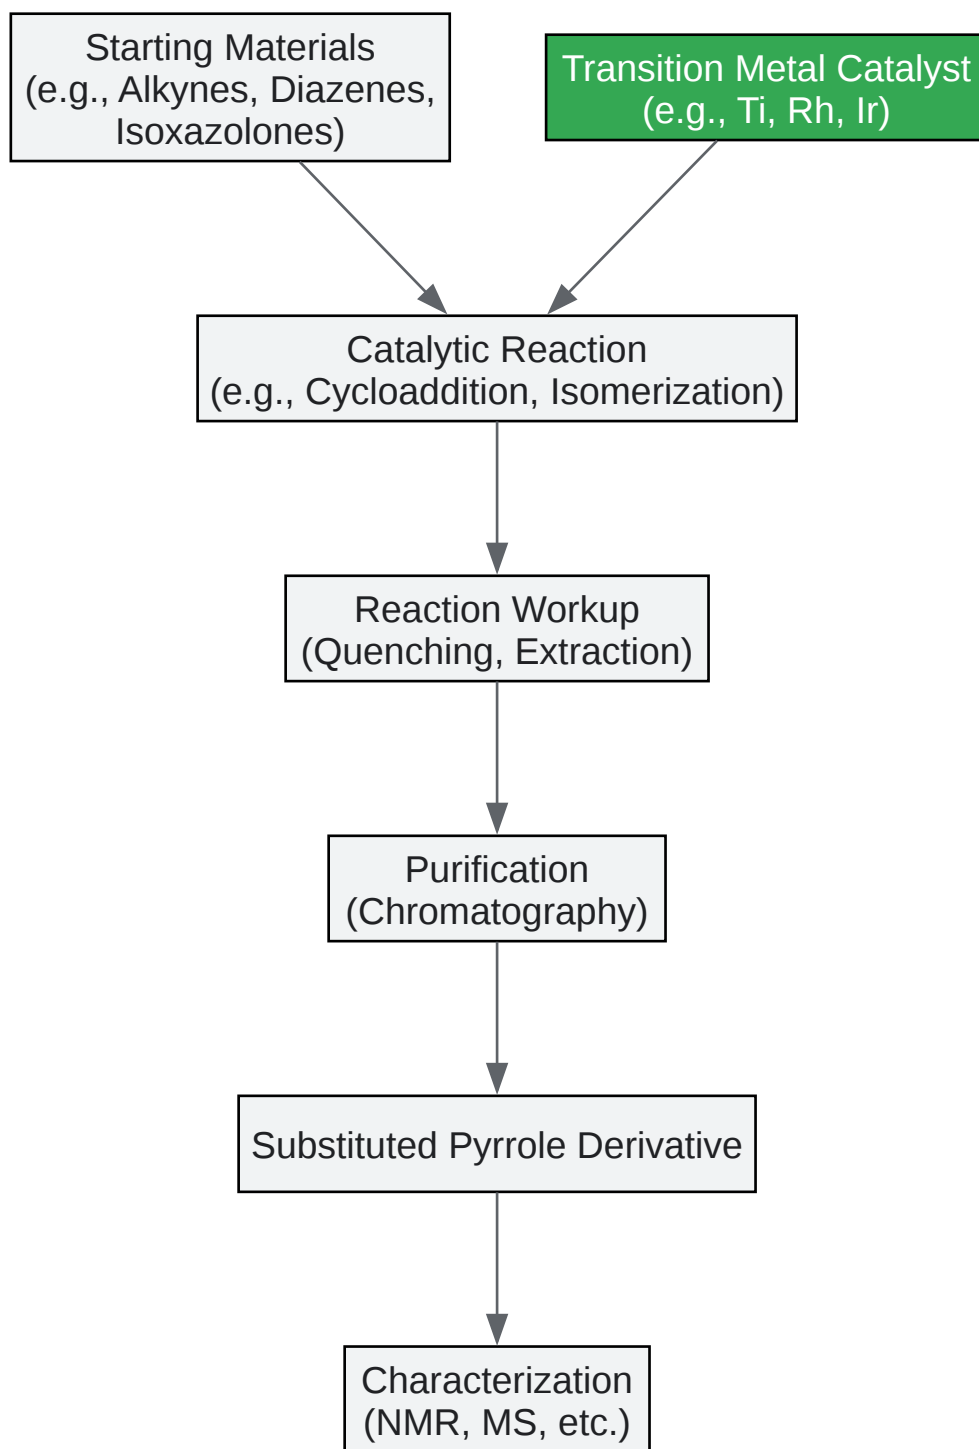 Starting Materials
(e.g., Alkynes, Diazenes,
Isoxazolones)
Transition Metal Catalyst
(e.g., Ti, Rh, Ir)
Catalytic Reaction
(e.g., Cycloaddition, Isomerization)
Reaction Workup
(Quenching, Extraction)
Purification
(Chromatography)
Substituted Pyrrole Derivative
Characterization
(NMR, MS, etc.)